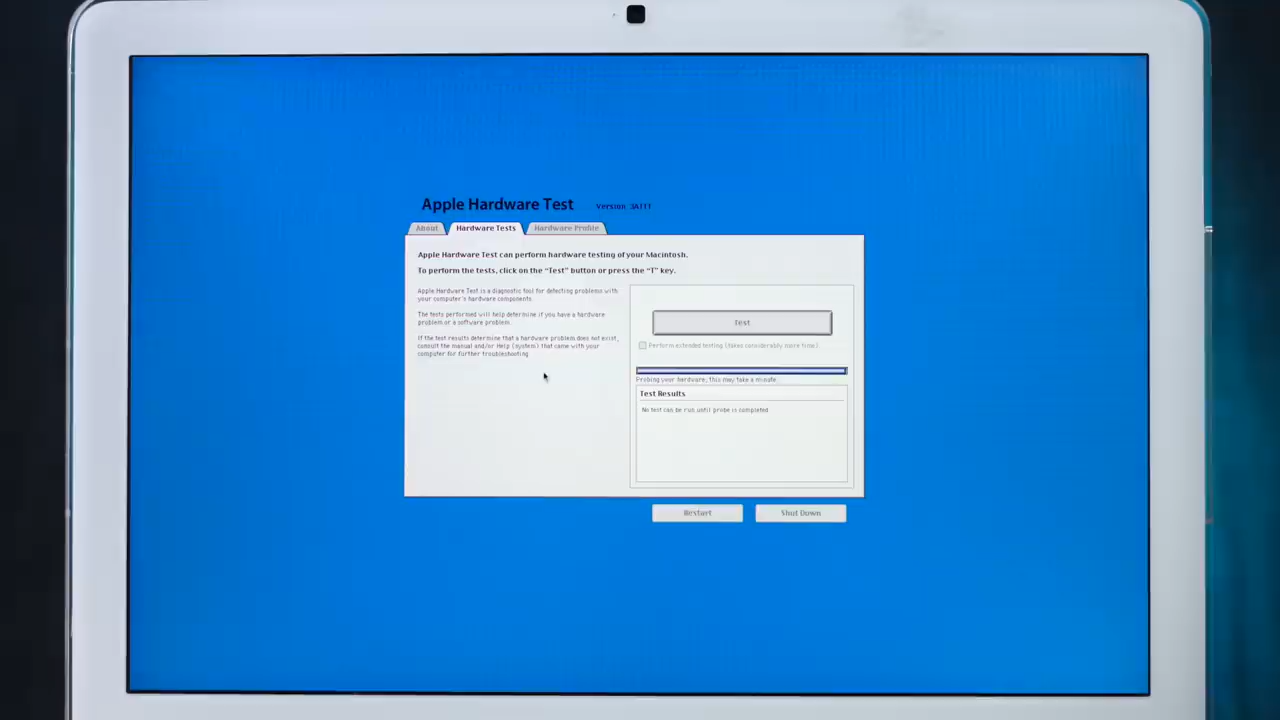 Apple Hardware Test Version 3A111
About Hardware Tests Hardware Profile
Apple Hardware Test can perform hardware testing of your Macintosh.
To perform the tests, click on the “Test” button or press the “T” key.
Apple Hardware Test is a diagnostic tool for detecting problems with
your computer's hardware components.
The tests performed will help determine if you have a hardware
problem or a software problem.
If the test results determine that a hardware problem does not exist,
consult the manual and/or Help (system) that came with your
computer for further troubleshooting.
Test
Perform extended testing (takes considerably more time)
Probing your hardware, this may take a minute.
Test Results
No test can be run until probe is completed
Restart Shut Down